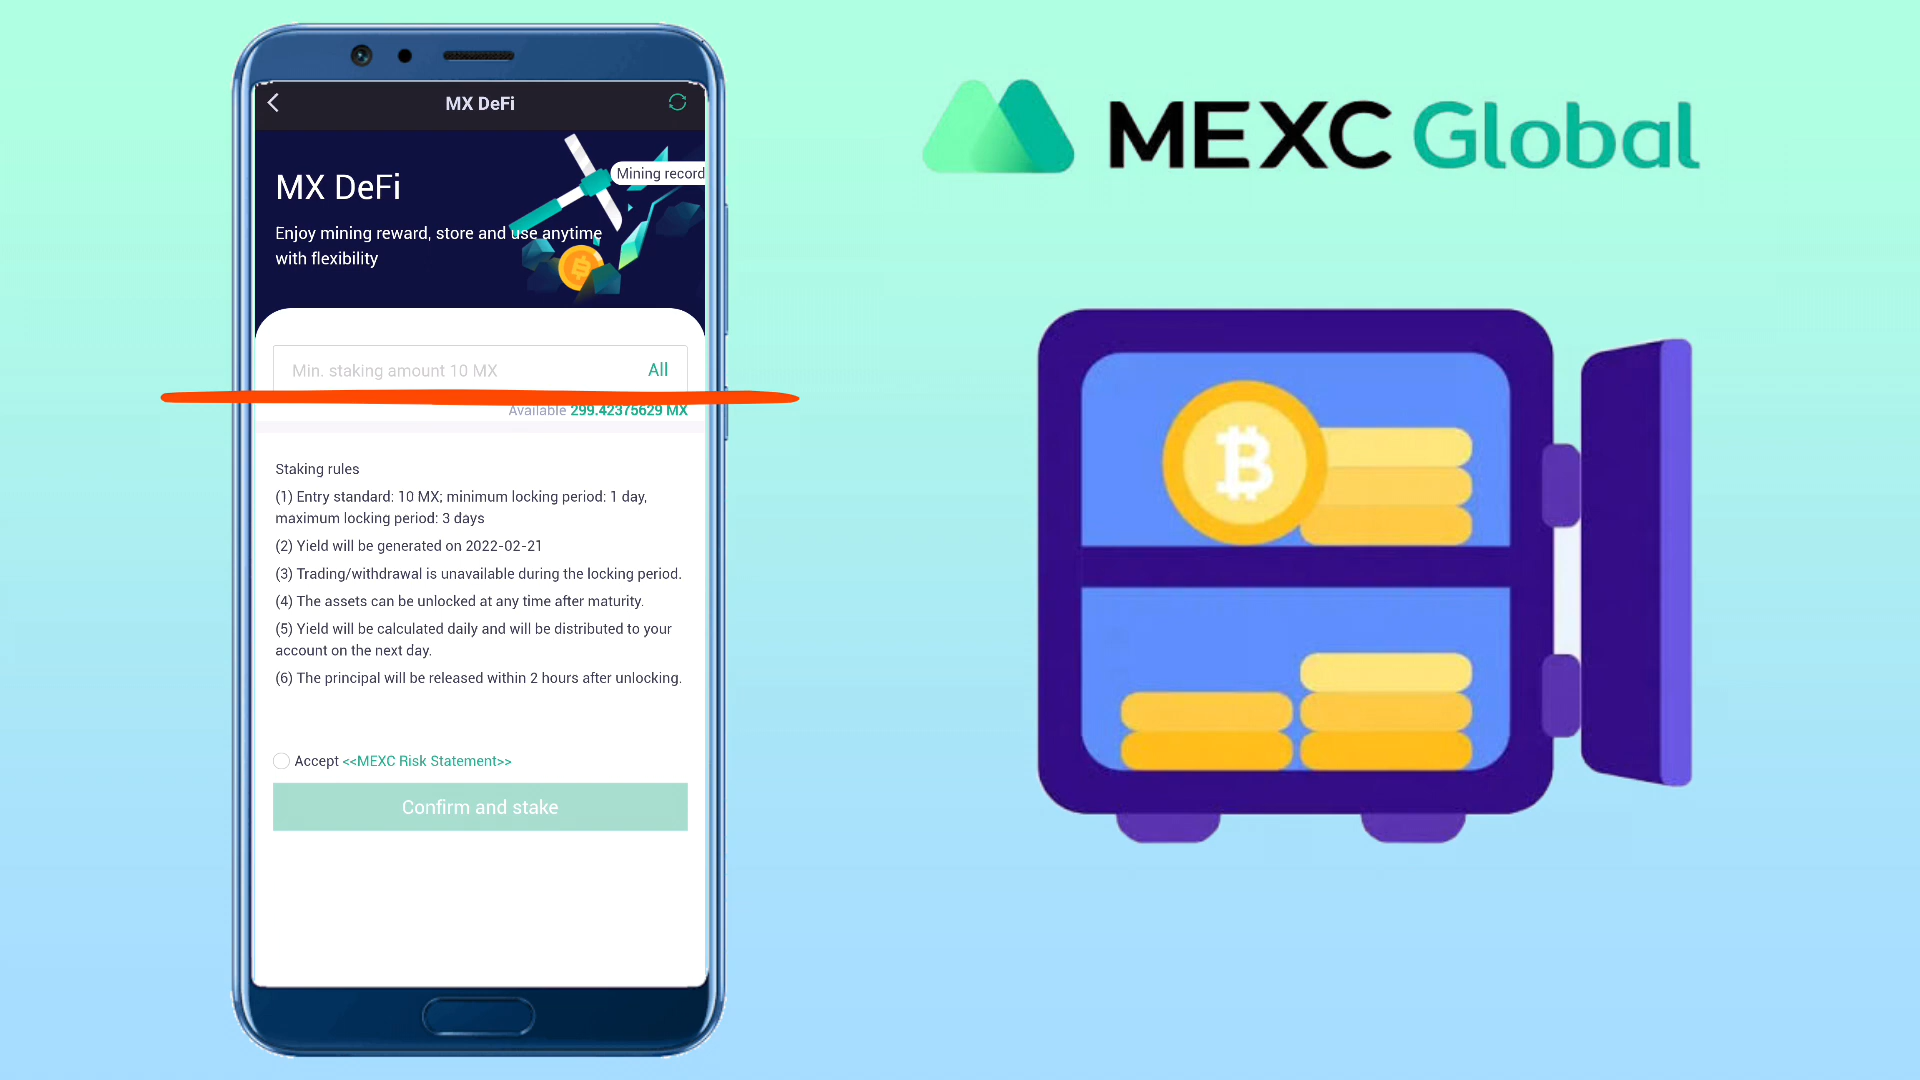 MX DeFi
MX DeFi
Mining record
Enjoy mining reward, store and use anytime
with flexibility
Min. staking amount 10 MX
All
Available 299.42375629 MX
Staking rules
(1) Entry standard: 10 MX; minimum locking period: 1 day,
maximum locking period: 3 days
(2) Yield will be generated on 2022-02-21
(3) Trading/withdrawal is unavailable during the locking period.
(4) The assets can be unlocked at any time after maturity.
(5) Yield will be calculated daily and will be distributed to your
account on the next day.
(6) The principal will be released within 2 hours after unlocking.
Accept <<MEXC Risk Statement>>
Confirm and stake
MEXC Global